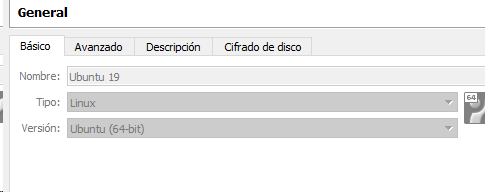 General
Básico Avanzado Descripción Cifrado de disco
Nombre: Ubuntu 19
Tipo: Linux 64
Versión: Ubuntu (64-bit)